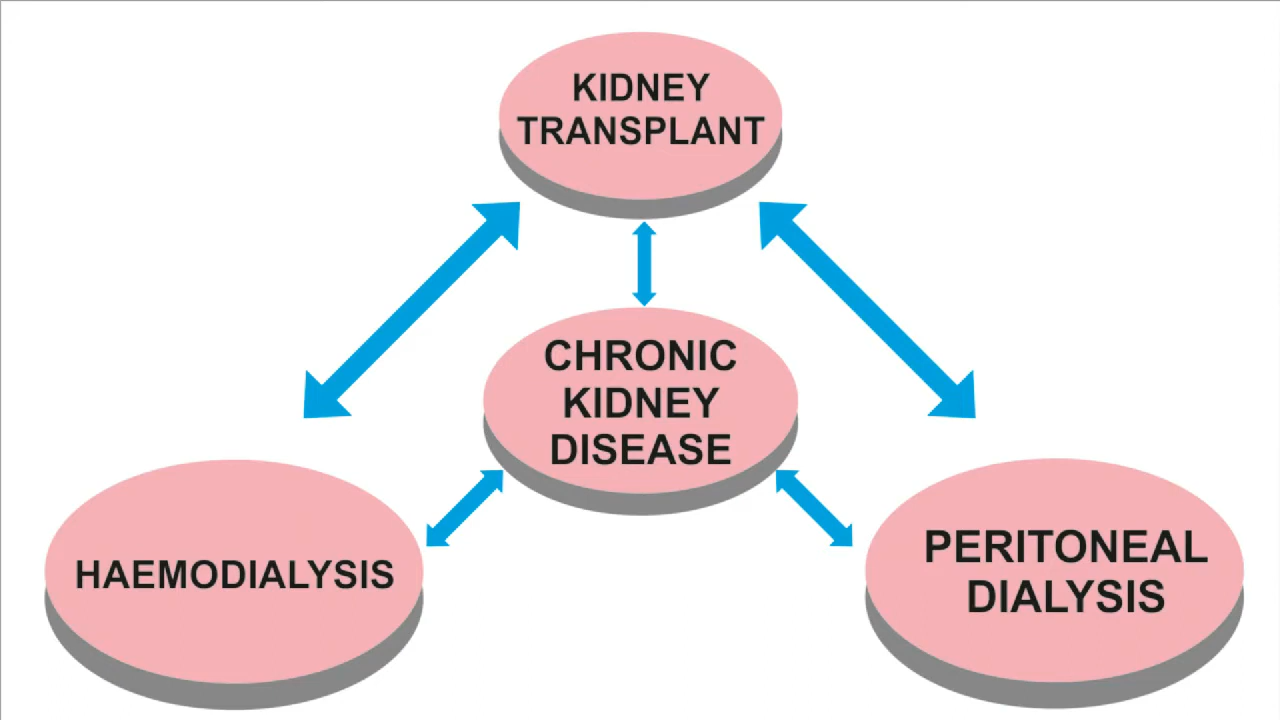 KIDNEY
TRANSPLANT
CHRONIC
KIDNEY
DISEASE
HAEMODIALYSIS
PERITONEAL
DIALYSIS